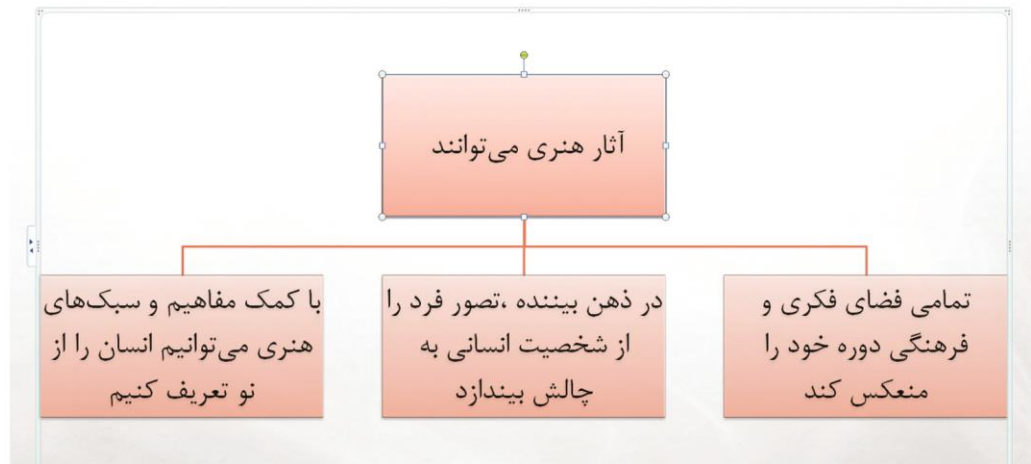 آثار هنری می‌توانند
تمامی فضای فکری و
فرهنگی دوره خود را
منعکس کند
در ذهن بیننده ،تصور فرد را
از شخصیت انسانی به
چالش بیندازد
با کمک مفاهیم و سبک‌های
هنری می‌توانیم انسان را از
نو تعریف کنیم